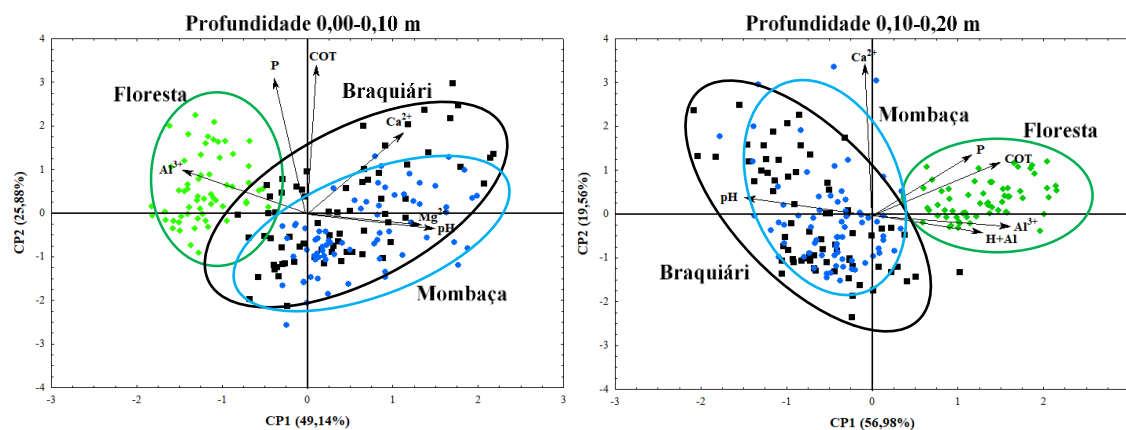 Profundidade 0,00-0,10 m
4
3
2
1
0
-1
-2
-3
-4
CP2 (25,88%)
-3
-2
-1
0
1
2
3
CP1 (49,14%)
Floresta
P
COT
Braquiári
Ca2+
Al3+
Mg2
pH
Mombaça
Profundidade 0,10-0,20 m
4
3
2
1
0
-1
-2
-3
-4
CP2 (19,56%)
-3
-2
-1
0
1
2
3
CP1 (56,98%)
Ca2+
Mombaça
Floresta
P
COT
pH
Al3+
H+Al
Braquiári